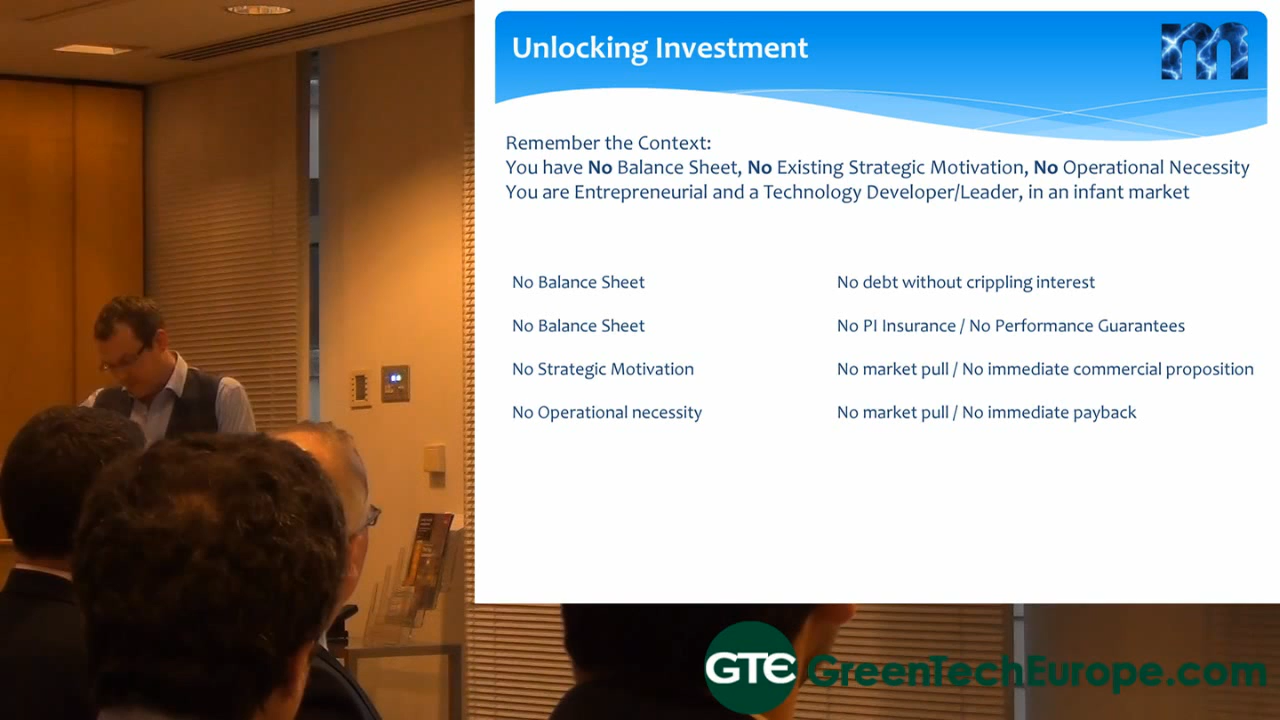 Unlocking Investment
m
Remember the Context:
You have No Balance Sheet, No Existing Strategic Motivation, No Operational Necessity
You are Entrepreneurial and a Technology Developer/Leader, in an infant market
No Balance Sheet No debt without crippling interest
No Balance Sheet No PI Insurance / No Performance Guarantees
No Strategic Motivation No market pull / No immediate commercial proposition
No Operational necessity No market pull / No immediate payback
GTE GreenTechEurope.com